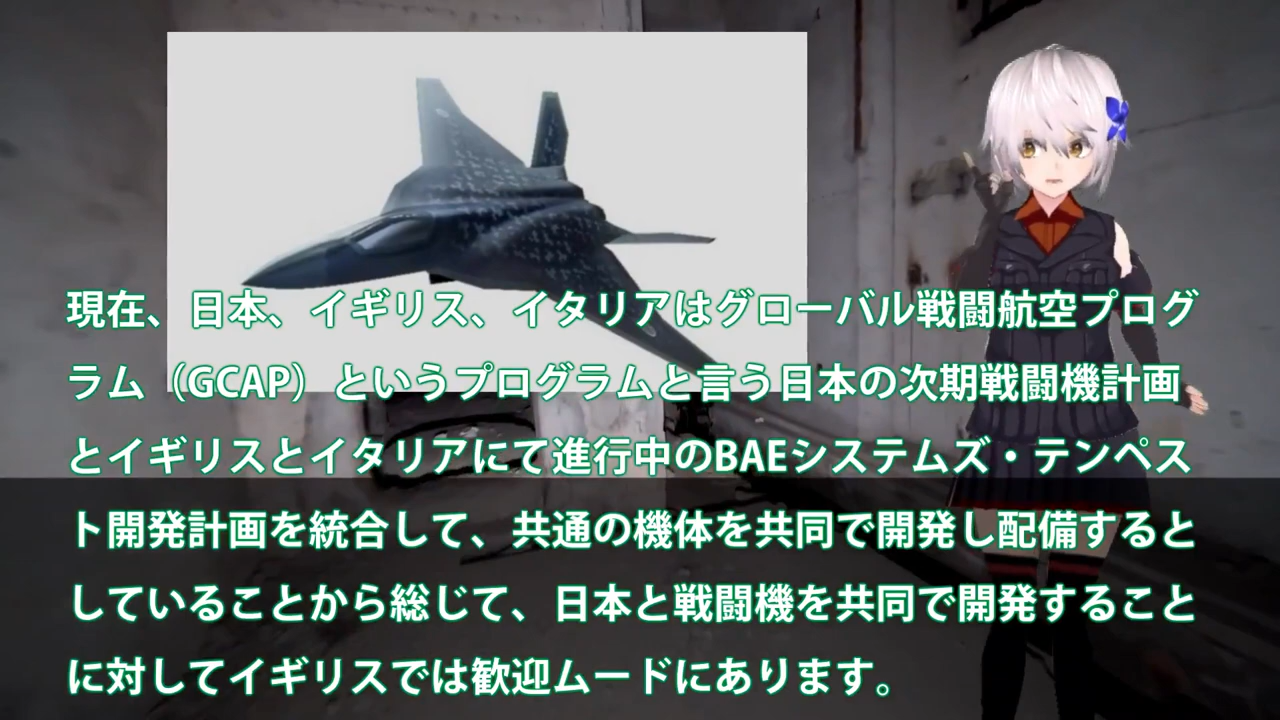 現在、日本、イギリス、イタリアはグローバル戦闘航空プログ
ラム（GCAP）というプログラムと言う日本の次期戦闘機計画
とイギリスとイタリアにて進行中のBAEシステムズ・テンペス
ト開発計画を統合して、共通の機体を共同で開発し配備すると
していることから総じて、日本と戦闘機を共同で開発すること
に対してイギリスでは歓迎ムードにあります。